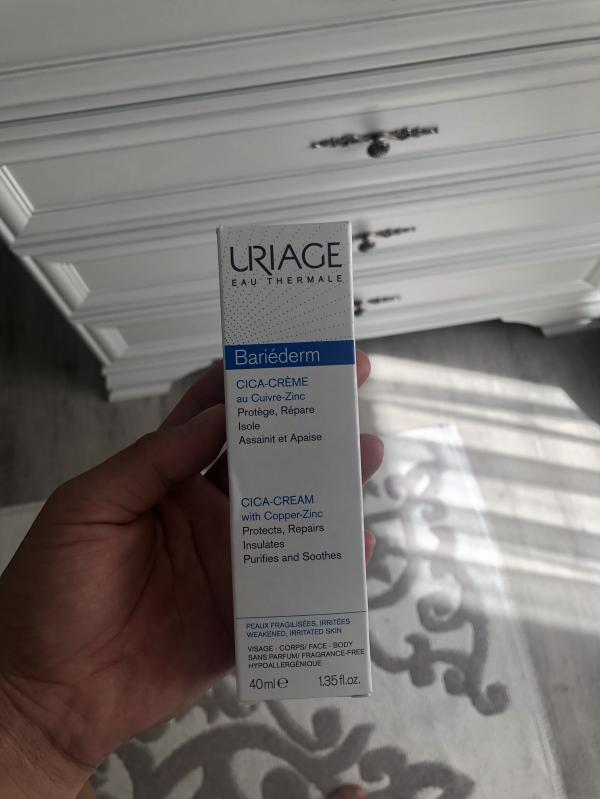 URIAGE
EAU THERMALE
Bariéderm
CICA-CRÈME
au Cuivre-Zinc
Protège, Répare
Isole
Assainit et Apaise
CICA-CREAM
with Copper-Zinc
Protects, Repairs
Insulates
Purifies and Soothes
PEAUX FRAGILISÉES, IRRITÉES
WEAKENED, IRRITATED SKIN
VISAGE - CORPS/ FACE - BODY
SANS PARFUM/ FRAGRANCE-FREE
HYPOALLERGÉNIQUE
40ml e 1.35 fl.oz.